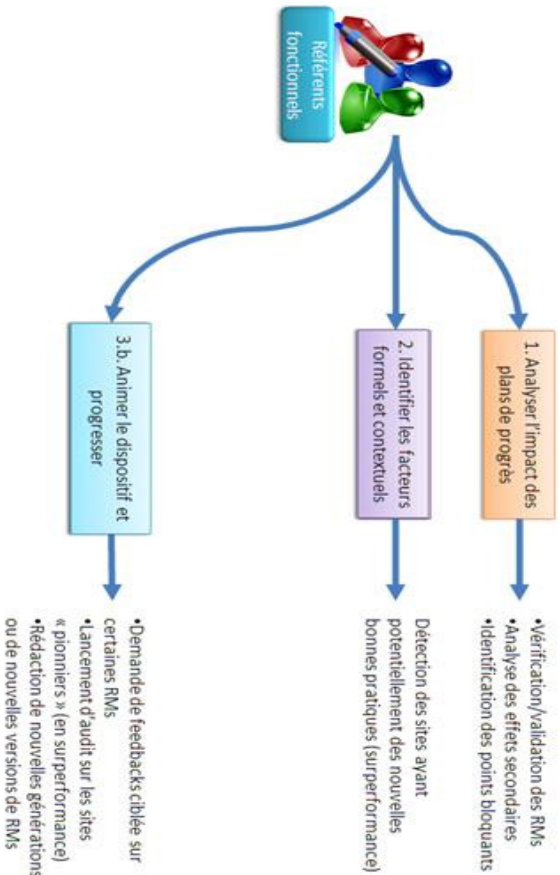 Référents
fonctionnels
1. Analyser l'impact des
plans de progrès
•Vérification/validation des RMs
•Analyse des effets secondaires
•Identification des points bloquants
2. Identifier les facteurs
formels et contextuels
Détection des sites ayant
potentiellement des nouvelles
bonnes pratiques (surperformance)
3.b. Animer le dispositif et
progresser
•Demande de feedbacks ciblée sur
certaines RMs
•Lancement d'audit sur les sites
« pionniers » (en surperformance)
•Rédaction de nouvelles générations
ou de nouvelles versions de RMs